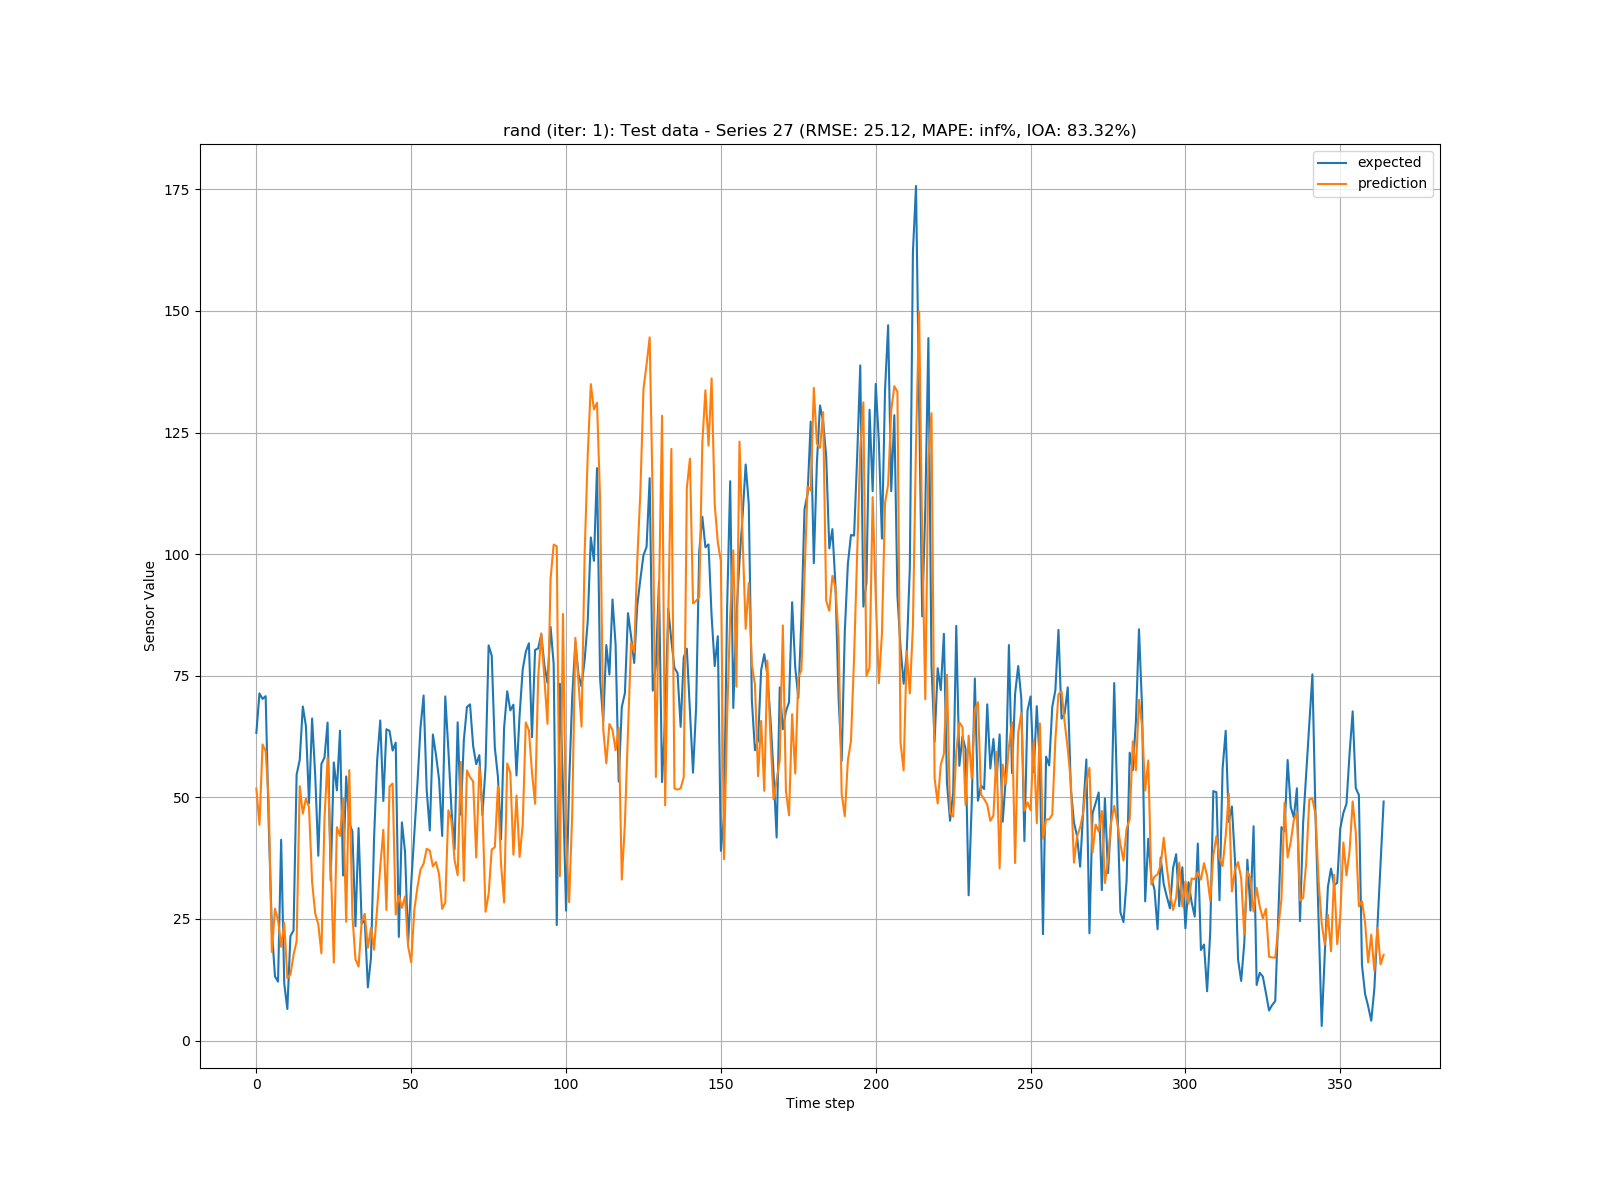 rand (iter: 1): Test data - Series 27 (RMSE: 25.12, MAPE: inf%, IOA: 83.32%)
expected
prediction
175
150
125
100
75
50
25
0
Sensor Value
0 50 100 150 200 250 300 350
Time step